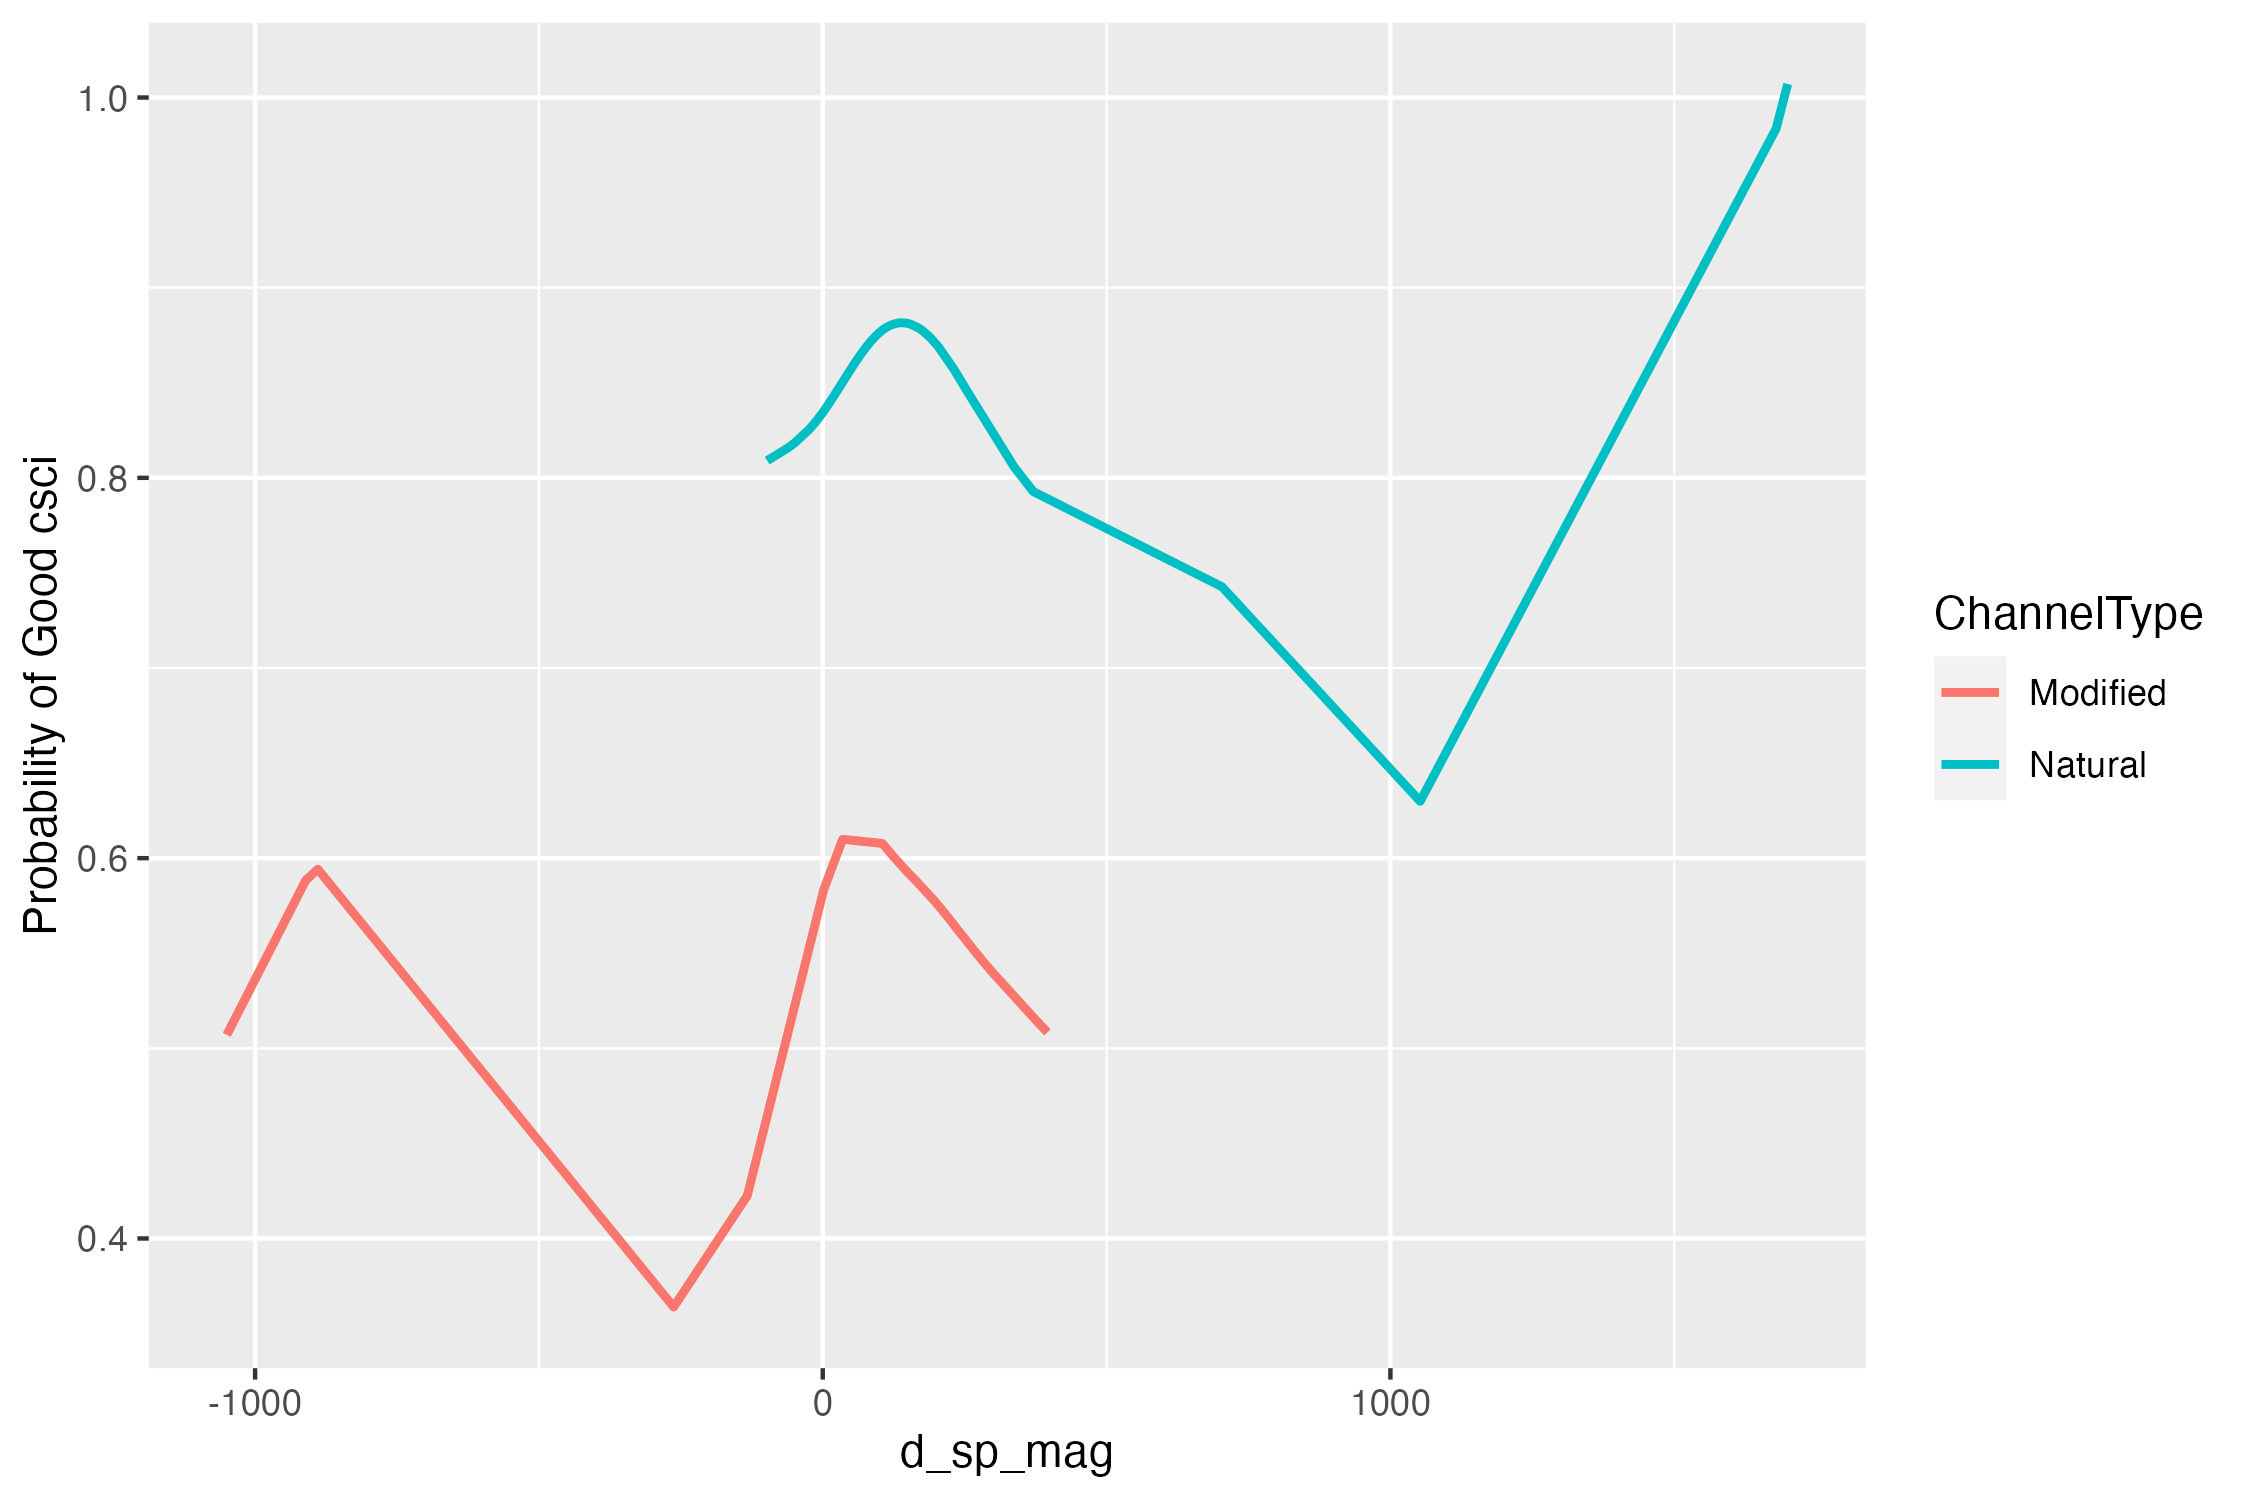 Probability of Good csci
1.0
0.8
0.6
0.4
-1000
0
1000
d_sp_mag
ChannelType
Modified
Natural